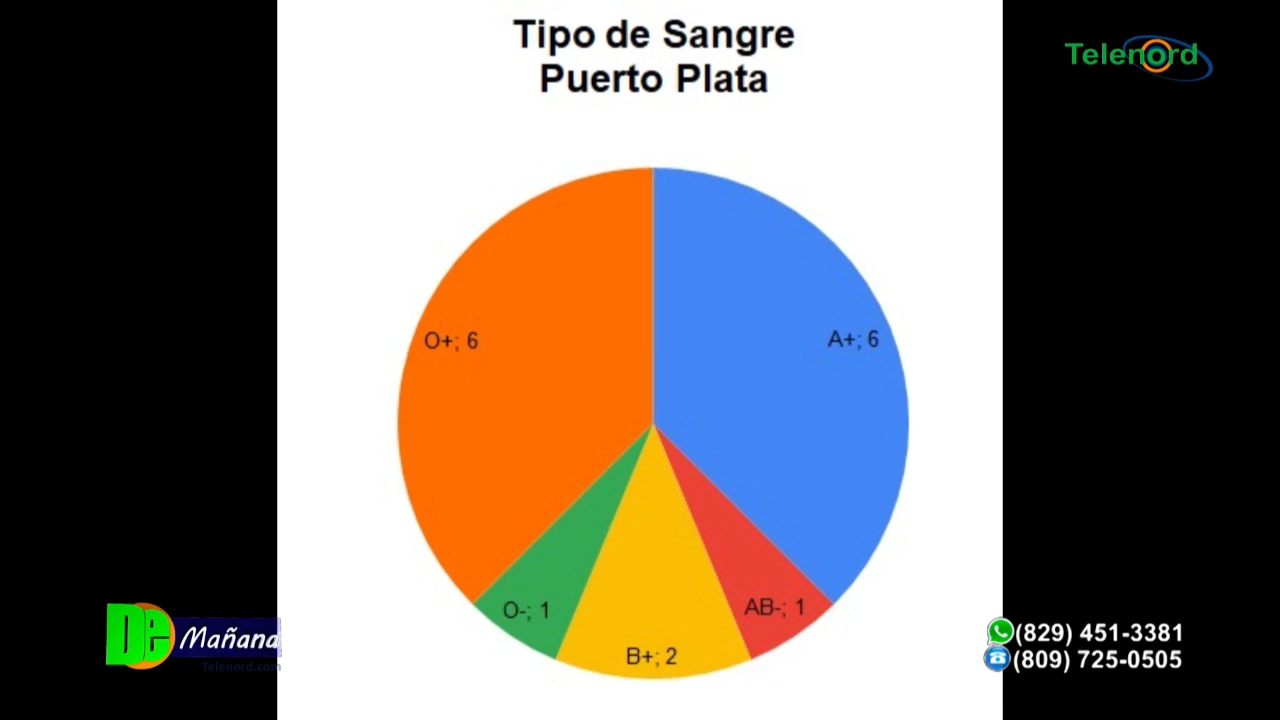 Tipo de Sangre
Puerto Plata
Telenord
O+; 6
A+; 6
O-; 1
AB-; 1
B+; 2
De Mañana
Telenord.com
(829) 451-3381
(809) 725-0505